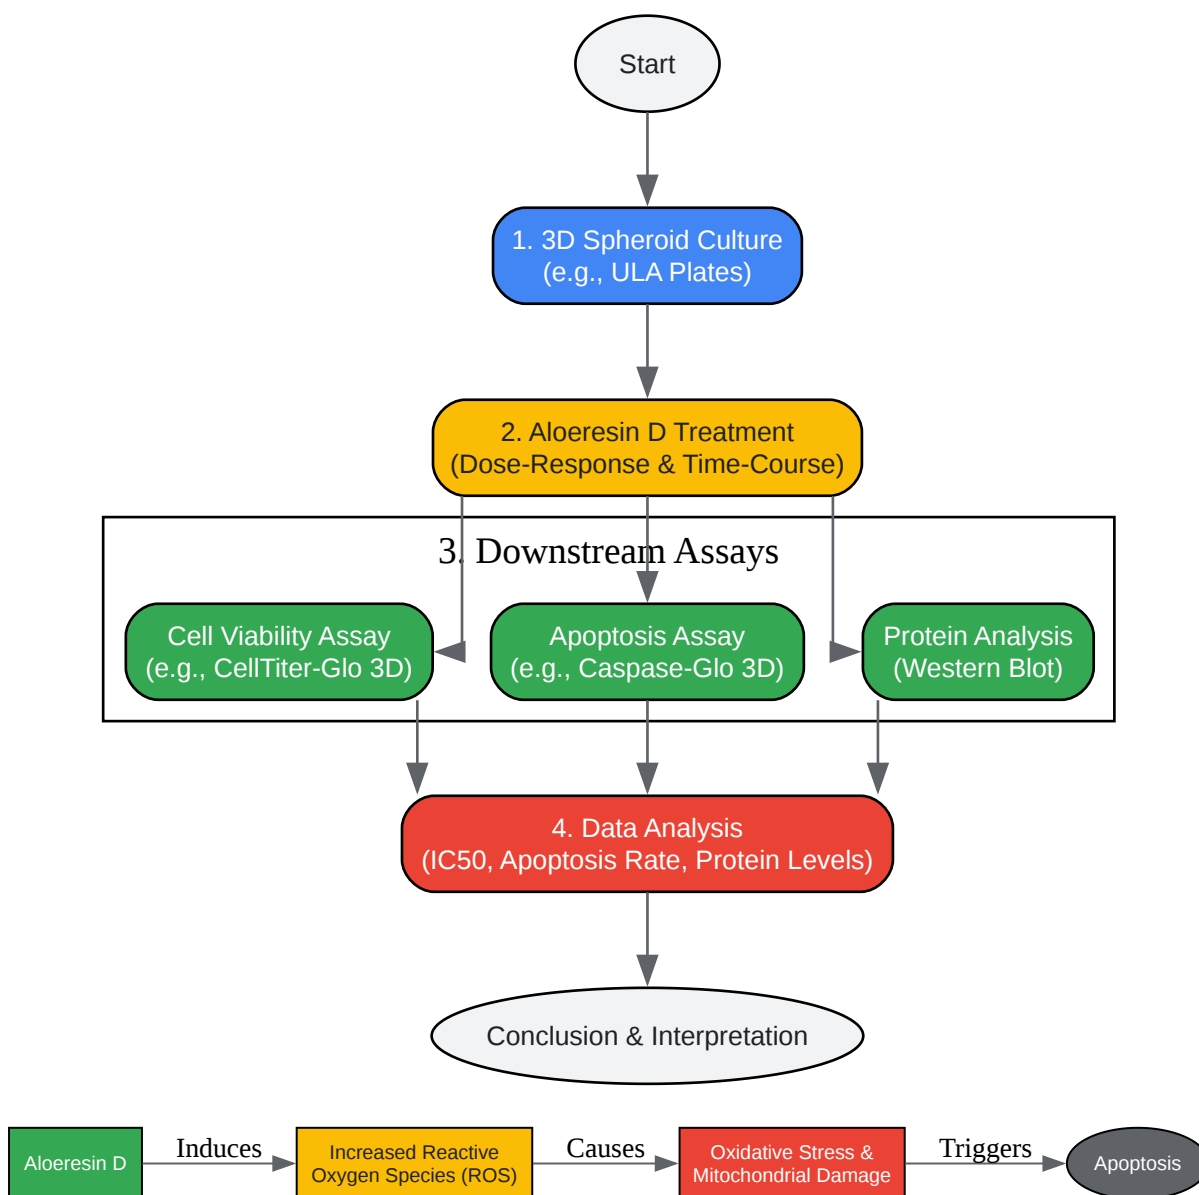 Start
1. 3D Spheroid Culture
(e.g., ULA Plates)
2. Aloeresin D Treatment
(Dose-Response & Time-Course)
3. Downstream Assays
Cell Viability Assay
(e.g., CellTiter-Glo 3D)
Apoptosis Assay
(e.g., Caspase-Glo 3D)
Protein Analysis
(Western Blot)
4. Data Analysis
(IC50, Apoptosis Rate, Protein Levels)
Conclusion & Interpretation
Aloeresin D
Induces
Increased Reactive
Oxygen Species (ROS)
Causes
Oxidative Stress &
Mitochondrial Damage
Triggers
Apoptosis